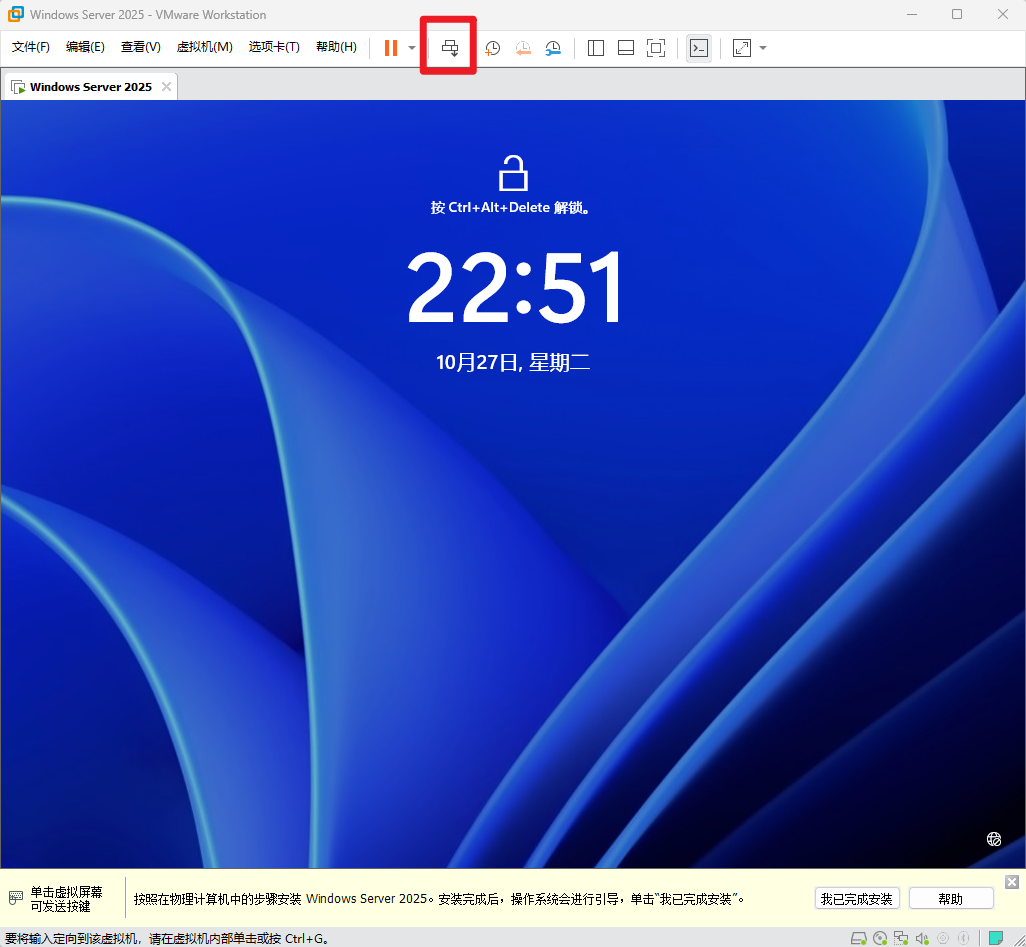 Windows Server 2025 - VMware Workstation
文件(F) 编辑(E) 查看(V) 虚拟机(M) 选项卡(T) 帮助(H)
Windows Server 2025
按 Ctrl+Alt+Delete 解锁。
22:51
10月27日, 星期二
单击虚拟屏幕
可发送按键
按照在物理计算机中的步骤安装 Windows Server 2025。安装完成后，操作系统会进行引导，单击“我已完成安装”。
我已完成安装
帮助
要将输入定向到该虚拟机，请在虚拟机内部单击或按 Ctrl+G。